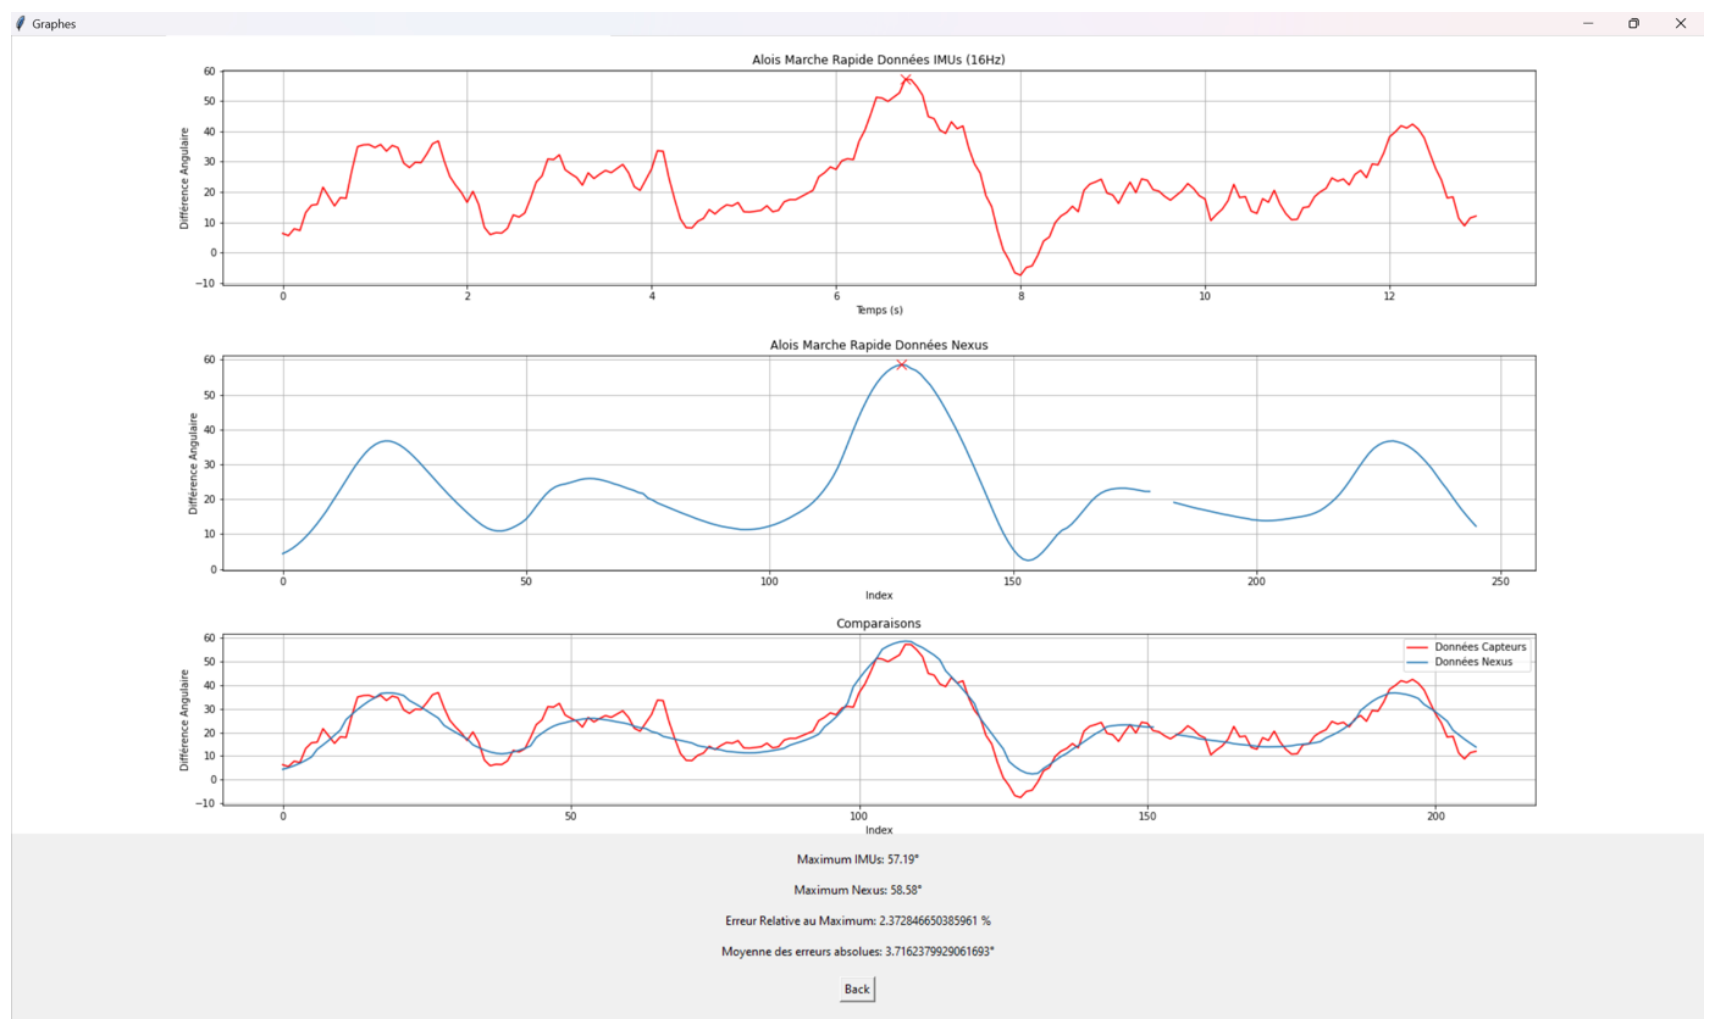 Graphes
Alois Marche Rapide Données IMUs (16Hz)
Différence Angulaire
60
50
40
30
20
10
0
−10
0 2 4 6 8 10 12
Temps (s)
Alois Marche Rapide Données Nexus
Différence Angulaire
60
50
40
30
20
10
0
0 50 100 150 200 250
Index
Comparaisons
Différence Angulaire
60
50
40
30
20
10
0
−10
Données Capteurs
Données Nexus
0 50 100 150 200
Index
Maximum IMUs: 57.19°
Maximum Nexus: 58.58°
Erreur Relative au Maximum: 2.372846650385961 %
Moyenne des erreurs absolues: 3.7162379929061693°
Back